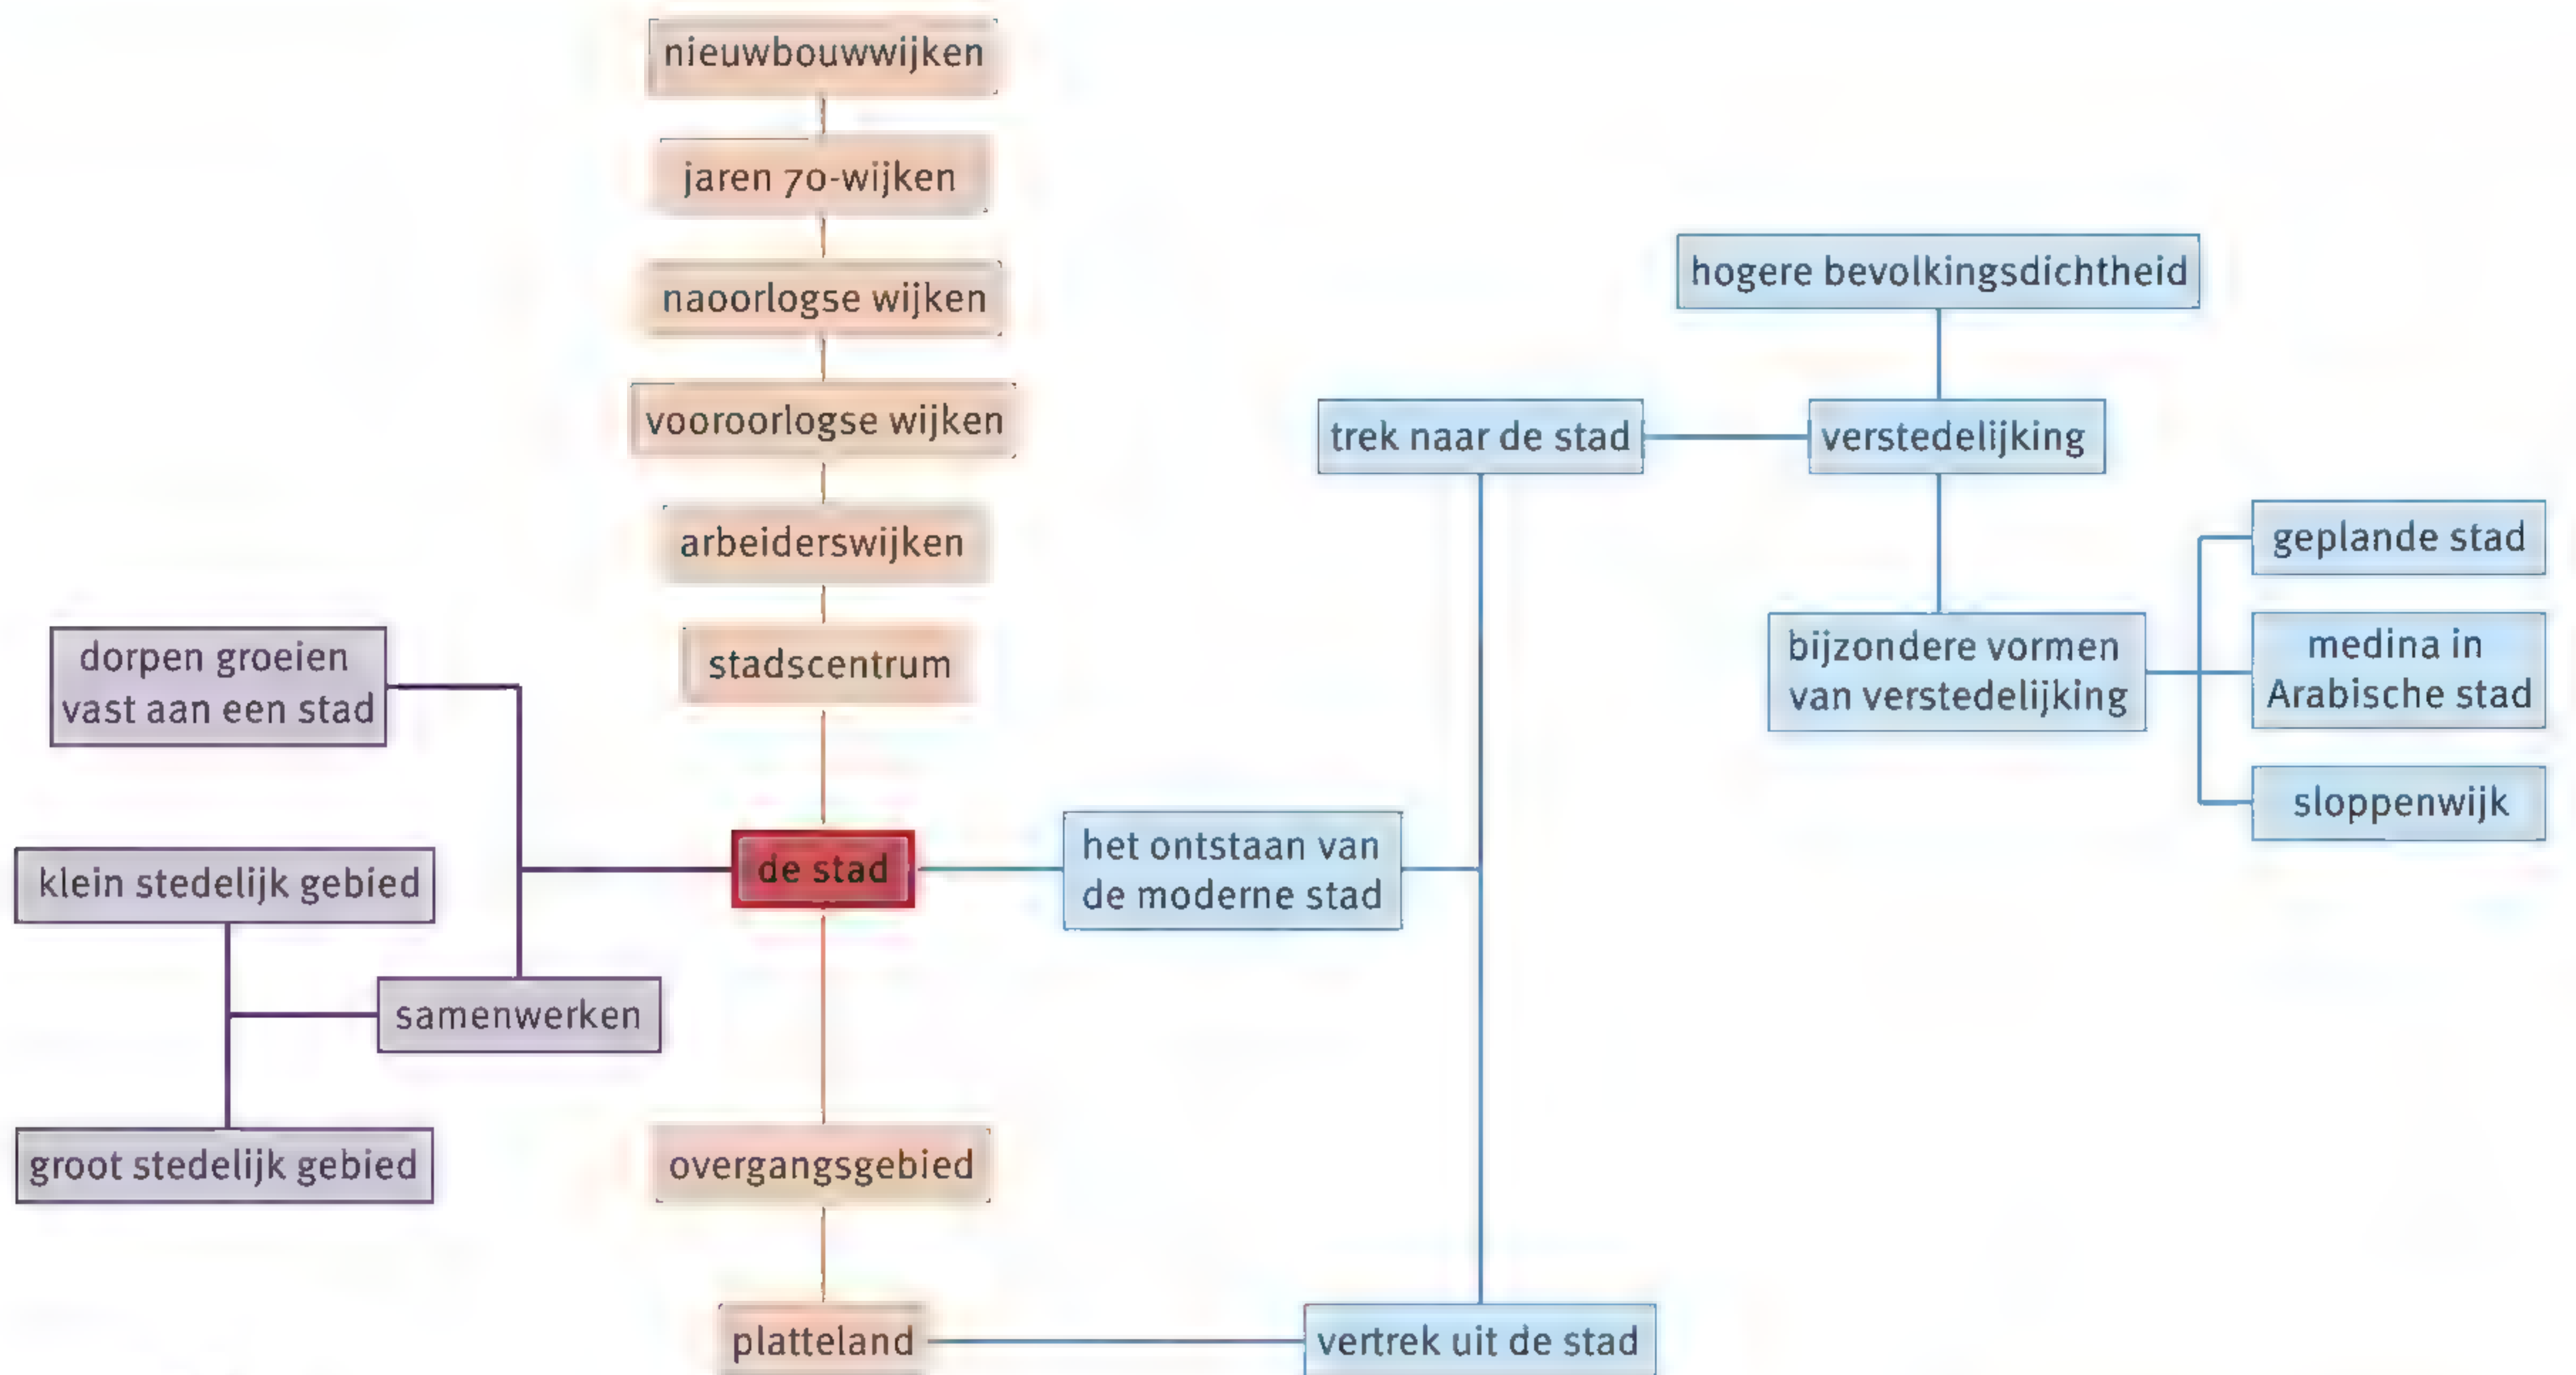 nieuwbouwwijken
jaren 70-wijken
naoorlogse wijken
vooroorlogse wijken
arbeiderswijken
stadscentrum
dorpen groeien
vast aan een stad
klein stedelijk gebied
samenwerken
groot stedelijk gebied
de stad
overgangsgebied
platteland
het ontstaan van
de moderne stad
trek naar de stad
vertrek uit de stad
hogere bevolkingsdichtheid
verstedelijking
bijzondere vormen
van verstedelijking
geplande stad
medina in
Arabische stad
sloppenwijk